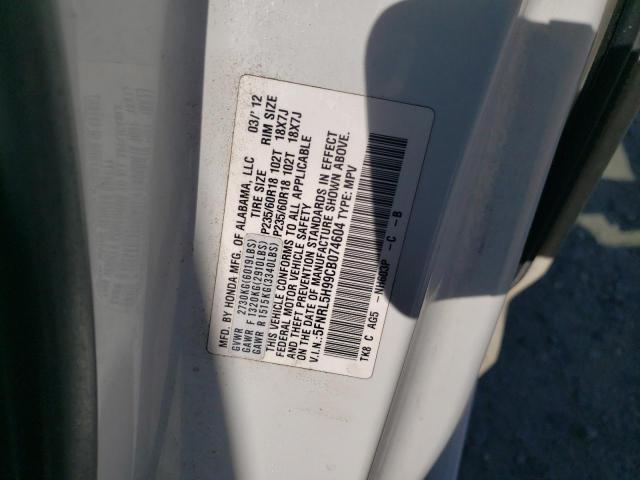 MFD. BY HONDA MFG. OF ALABAMA, LLC 03/'12
TIRE SIZE RIM SIZE
GVWR 2730KG(6019LBS)
GAWR F 1320KG(2910LBS) P235/60R18 102T 18X7J
GAWR R 1515KG(3340LBS) P235/60R18 102T 18X7J
THIS VEHICLE CONFORMS TO ALL APPLICABLE
FEDERAL MOTOR VEHICLE SAFETY
AND THEFT PREVENTION STANDARDS IN EFFECT
ON THE DATE OF MANUFACTURE SHOWN ABOVE.
V.I.N.:5FNRL5H99CB074604 TYPE: MPV
TK8 C AG5 -NH603P -C -B